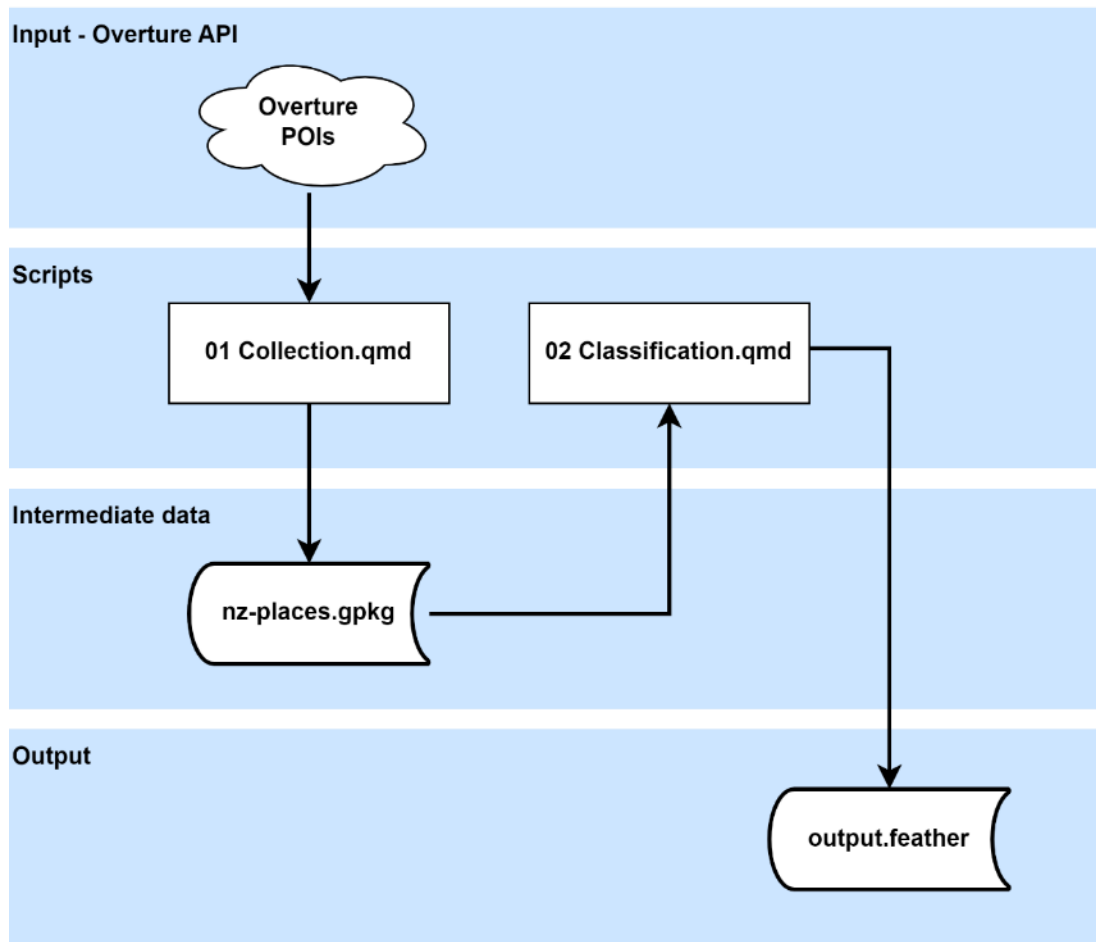 Input - Overture API
Overture
POIs
Scripts
01 Collection.qmd
02 Classification.qmd
Intermediate data
nz-places.gpkg
Output
output.feather